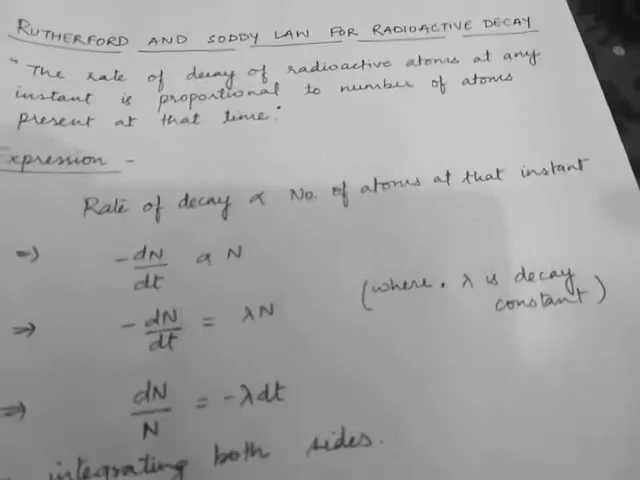 RUTHERFORD AND SODDY LAW FOR RADIOACTIVE DECAY
"The rate of decay of radioactive atoms at any
instant is proportional to number of atoms
present at that time."
Expression -
Rate of decay ∝ No. of atoms at that instant
⇒ -dN/dt ∝ N
⇒ -dN/dt = λN (where, λ is decay constant)
⇒ dN/N = -λdt
integrating both sides.